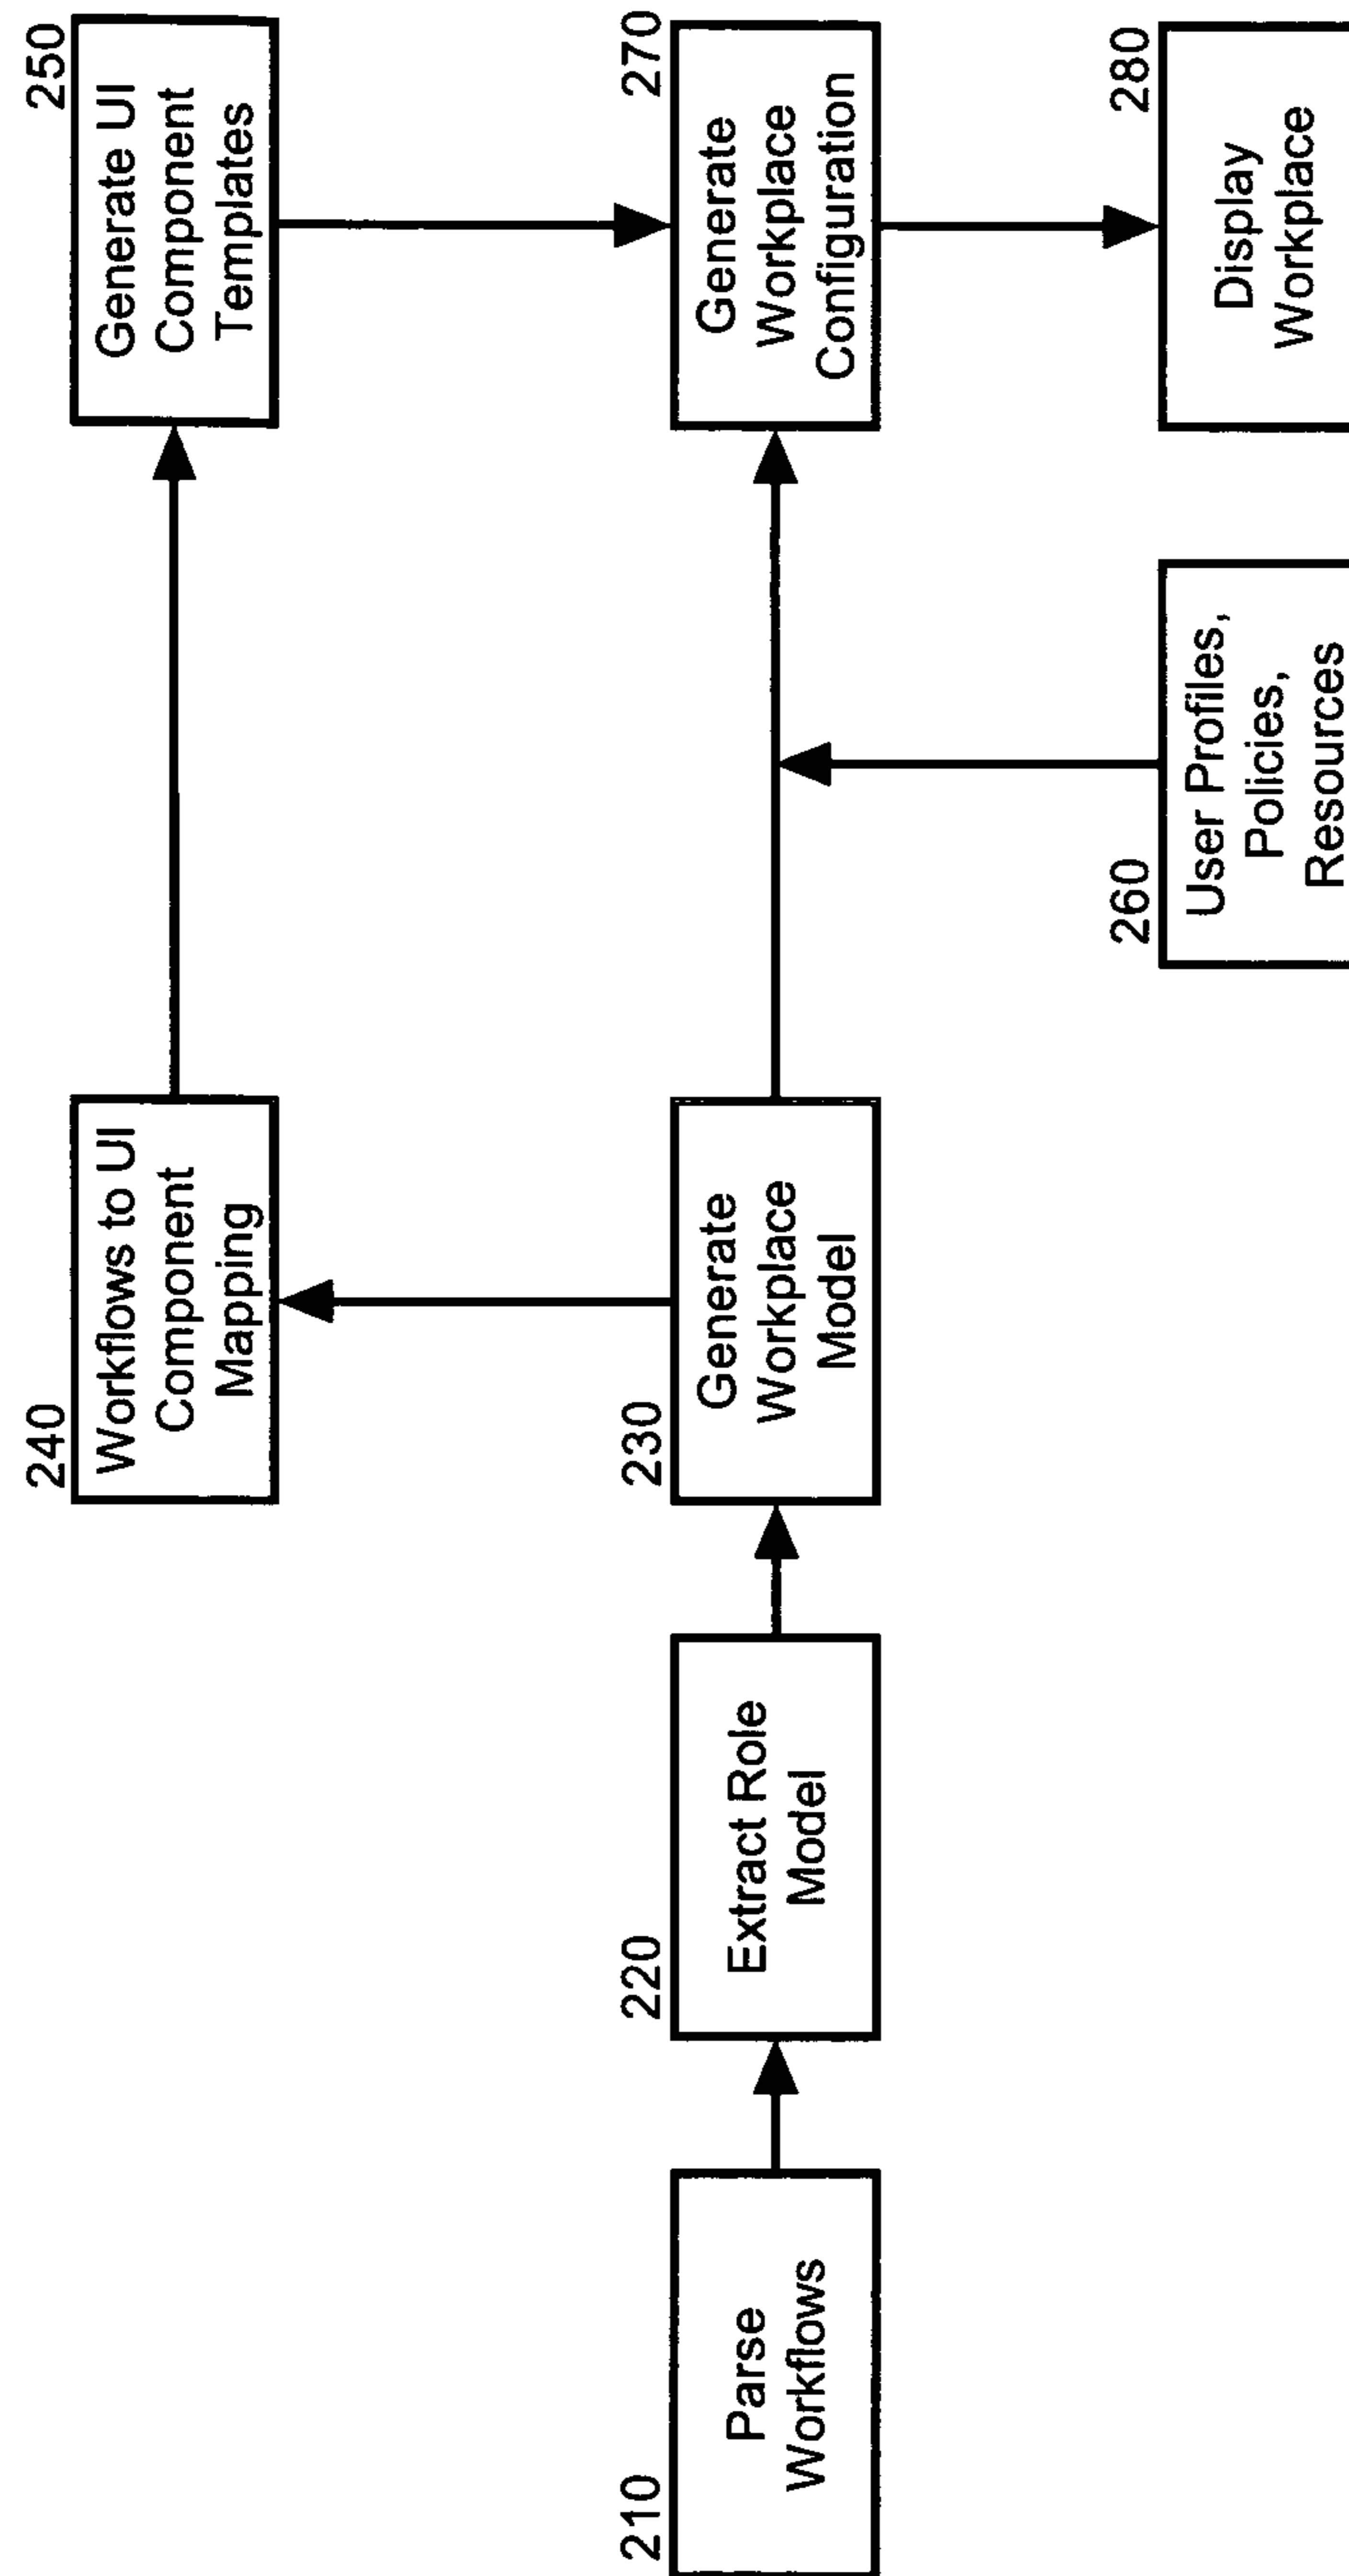 210
Parse
Workflows
220
Extract Role
Model
230
Generate
Workplace
Model
240
Workflows to UI
Component
Mapping
250
Generate UI
Component
Templates
260
User Profiles,
Policies,
Resources
270
Generate
Workplace
Configuration
280
Display
Workplace